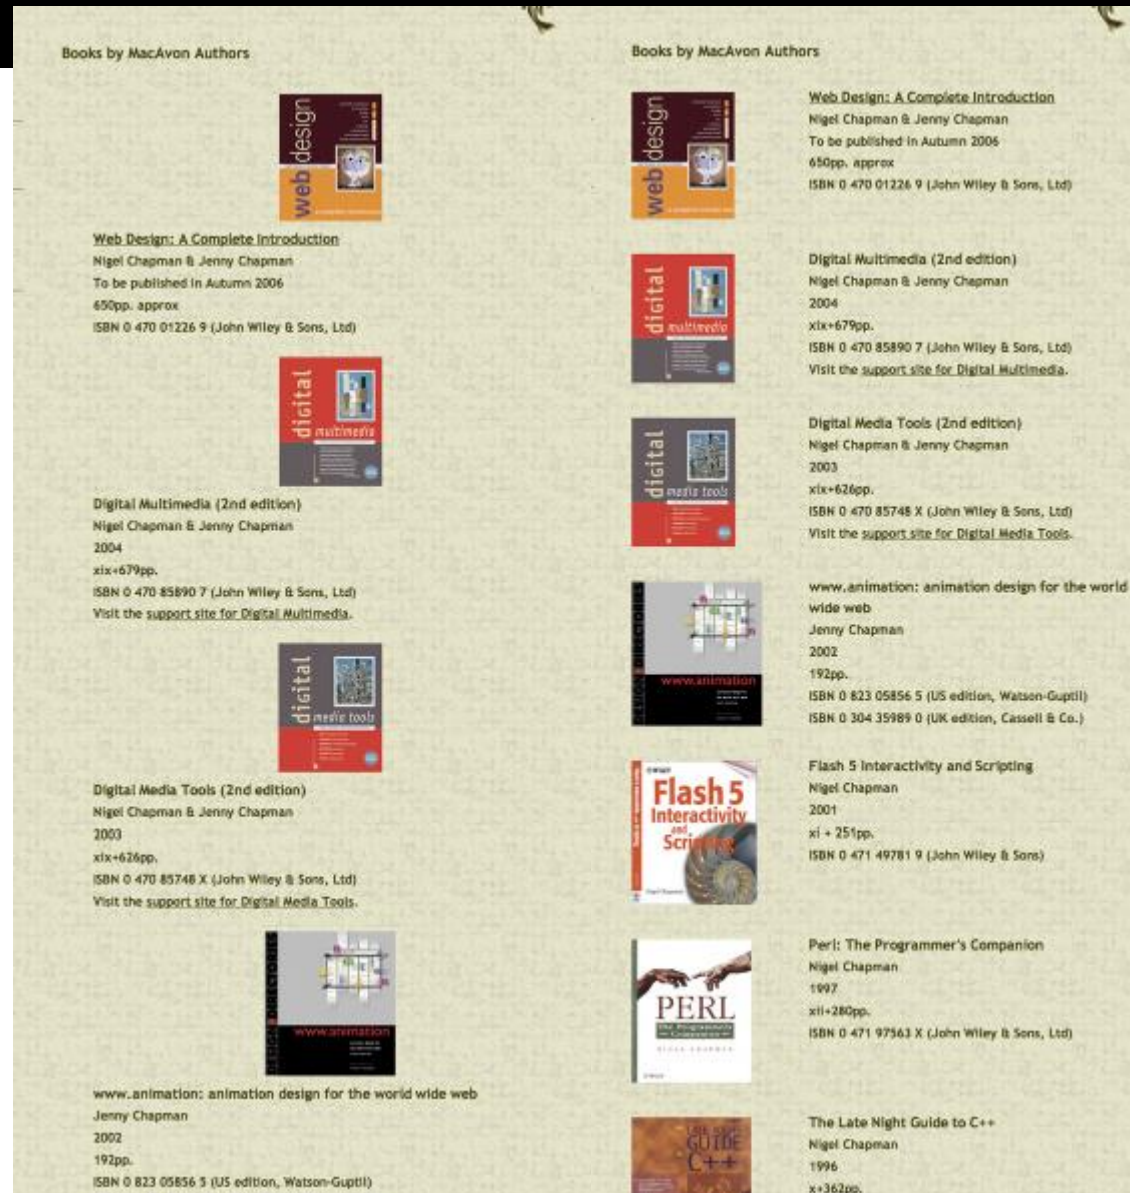 Books by MacAvon Authors
web design
Web Design: A Complete Introduction
Nigel Chapman & Jenny Chapman
To be published in Autumn 2006
650pp. approx
ISBN 0 470 01226 9 (John Wiley & Sons, Ltd)
digital
multimedia
Digital Multimedia (2nd edition)
Nigel Chapman & Jenny Chapman
2004
xix+679pp.
ISBN 0 470 85890 7 (John Wiley & Sons, Ltd)
Visit the support site for Digital Multimedia.
digital
media tools
Digital Media Tools (2nd edition)
Nigel Chapman & Jenny Chapman
2003
xix+626pp.
ISBN 0 470 85748 X (John Wiley & Sons, Ltd)
Visit the support site for Digital Media Tools.
www.animation
www.animation: animation design for the world wide web
Jenny Chapman
2002
192pp.
ISBN 0 823 05856 5 (US edition, Watson-Guptil)
Books by MacAvon Authors
web design
Web Design: A Complete Introduction
Nigel Chapman & Jenny Chapman
To be published in Autumn 2006
650pp. approx
ISBN 0 470 01226 9 (John Wiley & Sons, Ltd)
digital
multimedia
Digital Multimedia (2nd edition)
Nigel Chapman & Jenny Chapman
2004
xix+679pp.
ISBN 0 470 85890 7 (John Wiley & Sons, Ltd)
Visit the support site for Digital Multimedia.
digital
media tools
Digital Media Tools (2nd edition)
Nigel Chapman & Jenny Chapman
2003
xix+626pp.
ISBN 0 470 85748 X (John Wiley & Sons, Ltd)
Visit the support site for Digital Media Tools.
www.animation
www.animation: animation design for the world
wide web
Jenny Chapman
2002
192pp.
ISBN 0 823 05856 5 (US edition, Watson-Guptil)
ISBN 0 304 35989 0 (UK edition, Cassell & Co.)
Flash 5
Interactivity
and
Scripting
Flash 5 Interactivity and Scripting
Nigel Chapman
2001
xi + 251pp.
ISBN 0 471 49781 9 (John Wiley & Sons)
PERL
The Programmer's
Companion
Perl: The Programmer's Companion
Nigel Chapman
1997
xii+280pp.
ISBN 0 471 97563 X (John Wiley & Sons, Ltd)
LATE NIGHT
GUIDE
C++
The Late Night Guide to C++
Nigel Chapman
1996
x+362pp.